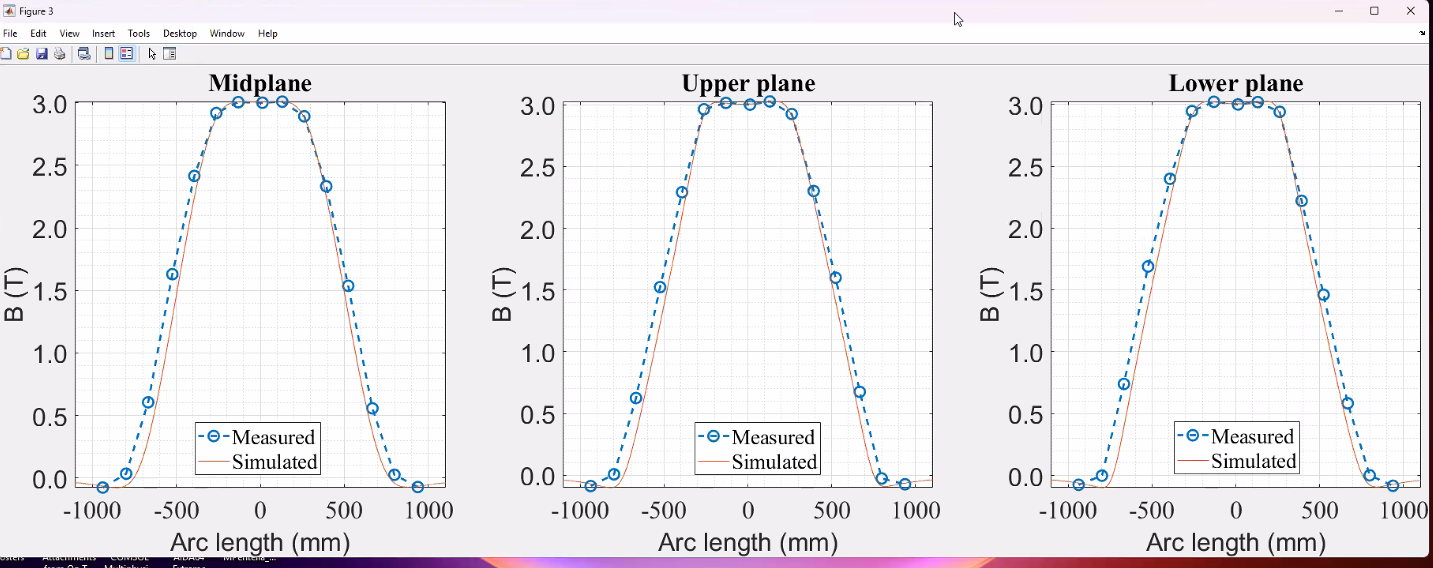 Figure 3
File Edit View Insert Tools Desktop Window Help
Midplane
3.0
2.5
2.0
1.5
1.0
0.5
0.0
B (T)
-1000 -500 0 500 1000
Arc length (mm)
Measured
Simulated
Upper plane
3.0
2.5
2.0
1.5
1.0
0.5
0.0
B (T)
-1000 -500 0 500 1000
Arc length (mm)
Measured
Simulated
Lower plane
3.0
2.5
2.0
1.5
1.0
0.5
0.0
B (T)
-1000 -500 0 500 1000
Arc length (mm)
Measured
Simulated